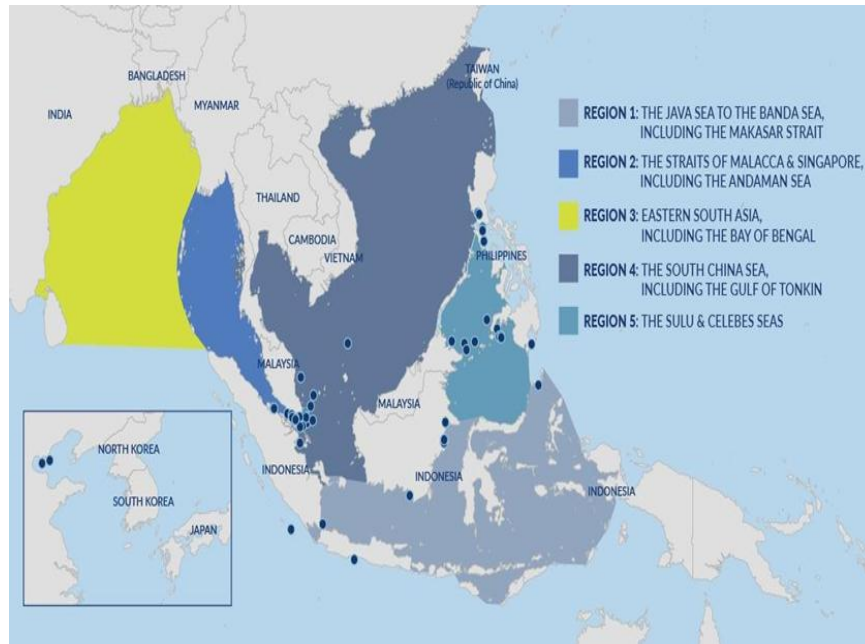 TAIWAN
(Republic of China)
BANGLADESH
INDIA
MYANMAR
THAILAND
CAMBODIA
VIETNAM
PHILIPPINES
MALAYSIA
MALAYSIA
INDONESIA
INDONESIA
INDONESIA
REGION 1: THE JAVA SEA TO THE BANDA SEA,
INCLUDING THE MAKASAR STRAIT
REGION 2: THE STRAITS OF MALACCA & SINGAPORE,
INCLUDING THE ANDAMAN SEA
REGION 3: EASTERN SOUTH ASIA,
INCLUDING THE BAY OF BENGAL
REGION 4: THE SOUTH CHINA SEA,
INCLUDING THE GULF OF TONKIN
REGION 5: THE SULU & CELEBES SEAS
NORTH KOREA
SOUTH KOREA
JAPAN